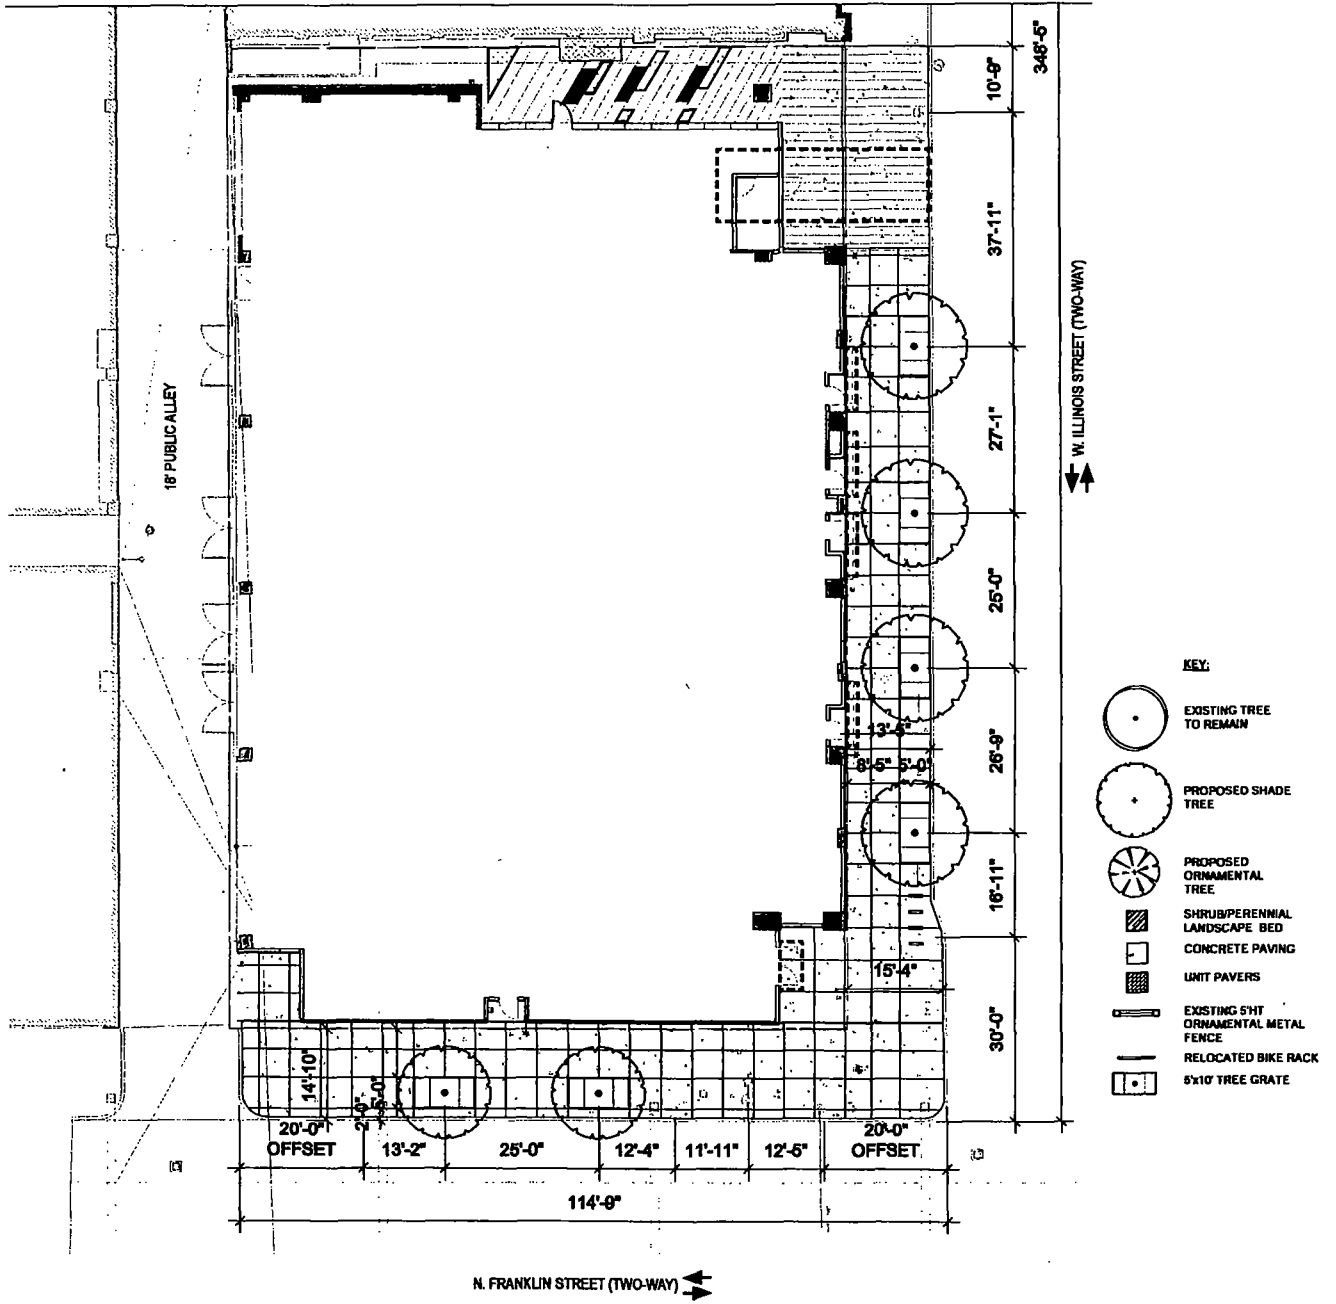 348'-5"
10'-9"
37'-11"
27'-1"
25'-0"
26'-9"
16'-11"
30'-0"
W. ILLINOIS STREET (TWO-WAY)
18' PUBLIC ALLEY
13'-5"
8'-5" 5'-0"
15'-4"
14'-10"
2'-0"
5'-0"
20'-0"
OFFSET
13'-2"
25'-0"
12'-4"
11'-11"
12'-5"
20'-0"
OFFSET
114'-9"
N. FRANKLIN STREET (TWO-WAY)
KEY:
EXISTING TREE
TO REMAIN
PROPOSED SHADE
TREE
PROPOSED
ORNAMENTAL
TREE
SHRUB/PERENNIAL
LANDSCAPE BED
CONCRETE PAVING
UNIT PAVERS
EXISTING 5'HT
ORNAMENTAL METAL
FENCE
RELOCATED BIKE RACK
5'x10' TREE GRATE